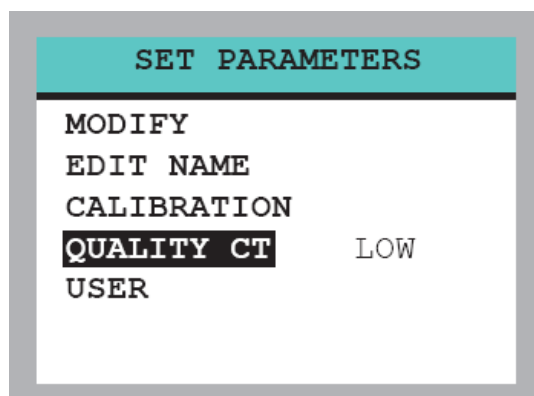 SET PARAMETERS
MODIFY
EDIT NAME
CALIBRATION
QUALITY CT LOW
USER